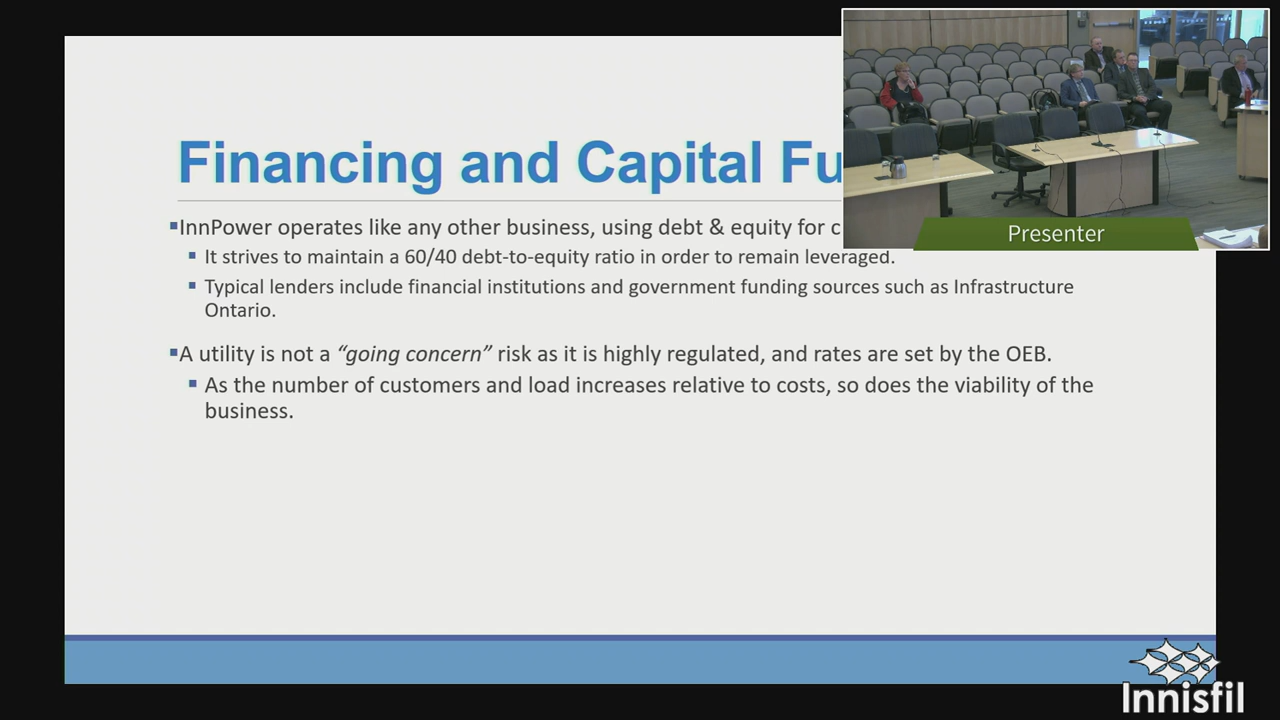 Financing and Capital Fu
▪InnPower operates like any other business, using debt & equity for c
▪ It strives to maintain a 60/40 debt-to-equity ratio in order to remain leveraged.
▪ Typical lenders include financial institutions and government funding sources such as Infrastructure
Ontario.
▪A utility is not a “going concern” risk as it is highly regulated, and rates are set by the OEB.
▪ As the number of customers and load increases relative to costs, so does the viability of the
business.
Presenter
Innisfil